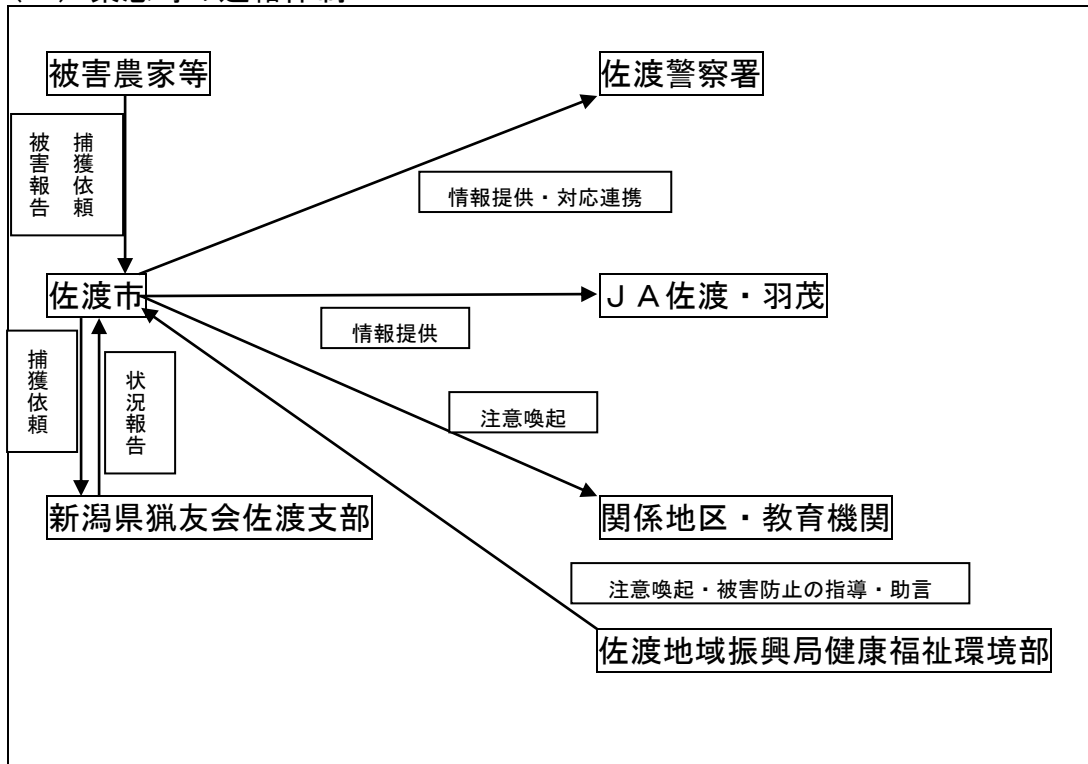 被害農家等
佐渡警察署
捕獲依頼
被害報告
情報提供・対応連携
佐渡市
ＪＡ佐渡・羽茂
情報提供
捕獲依頼
状況報告
注意喚起
新潟県猟友会佐渡支部
関係地区・教育機関
注意喚起・被害防止の指導・助言
佐渡地域振興局健康福祉環境部